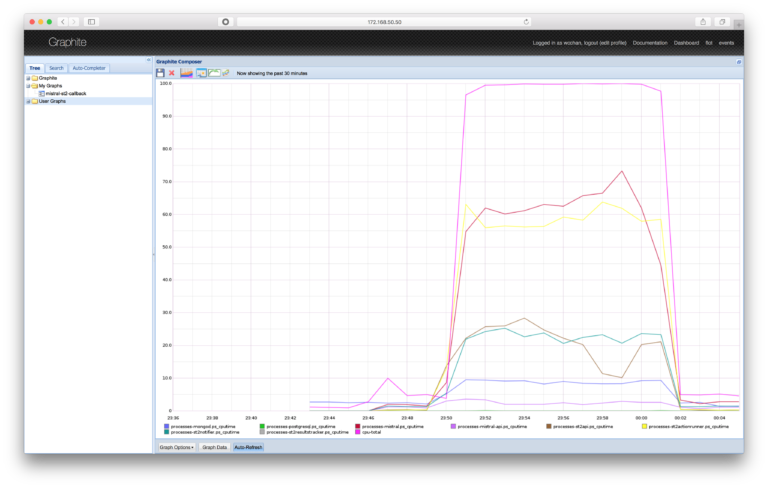 172.168.50.50
Graphite
Logged in as wochan, logout (edit profile) Documentation Dashboard flot events
Tree Search Auto-Completer
Graphite
My Graphs
mistral-st2-callback
User Graphs
Graphite Composer
Now showing the past 30 minutes
100.0
90.0
80.0
70.0
60.0
50.0
40.0
30.0
20.0
10.0
0
23:36 23:38 23:40 23:42 23:44 23:46 23:48 23:50 23:52 23:54 23:56 23:58 00:00 00:02 00:04
processes-mongod ps_cputime processes-postgresql ps_cputime processes-mistral ps_cputime processes-mistral-api ps_cputime processes-st2api ps_cputime processes-st2actionrunner ps_cputime
processes-st2notifier ps_cputime processes-st2resultstracker ps_cputime cpu-total
Graph Options Graph Data Auto-Refresh